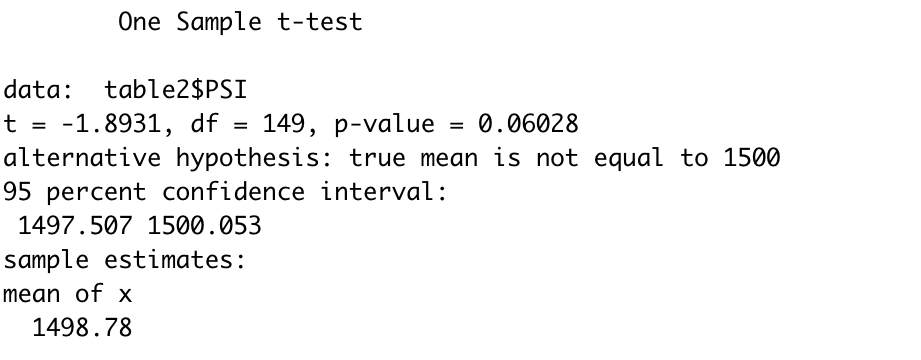 One Sample t-test
data:  table2$PSI
t = -1.8931, df = 149, p-value = 0.06028
alternative hypothesis: true mean is not equal to 1500
95 percent confidence interval:
 1497.507 1500.053
sample estimates:
mean of x
  1498.78